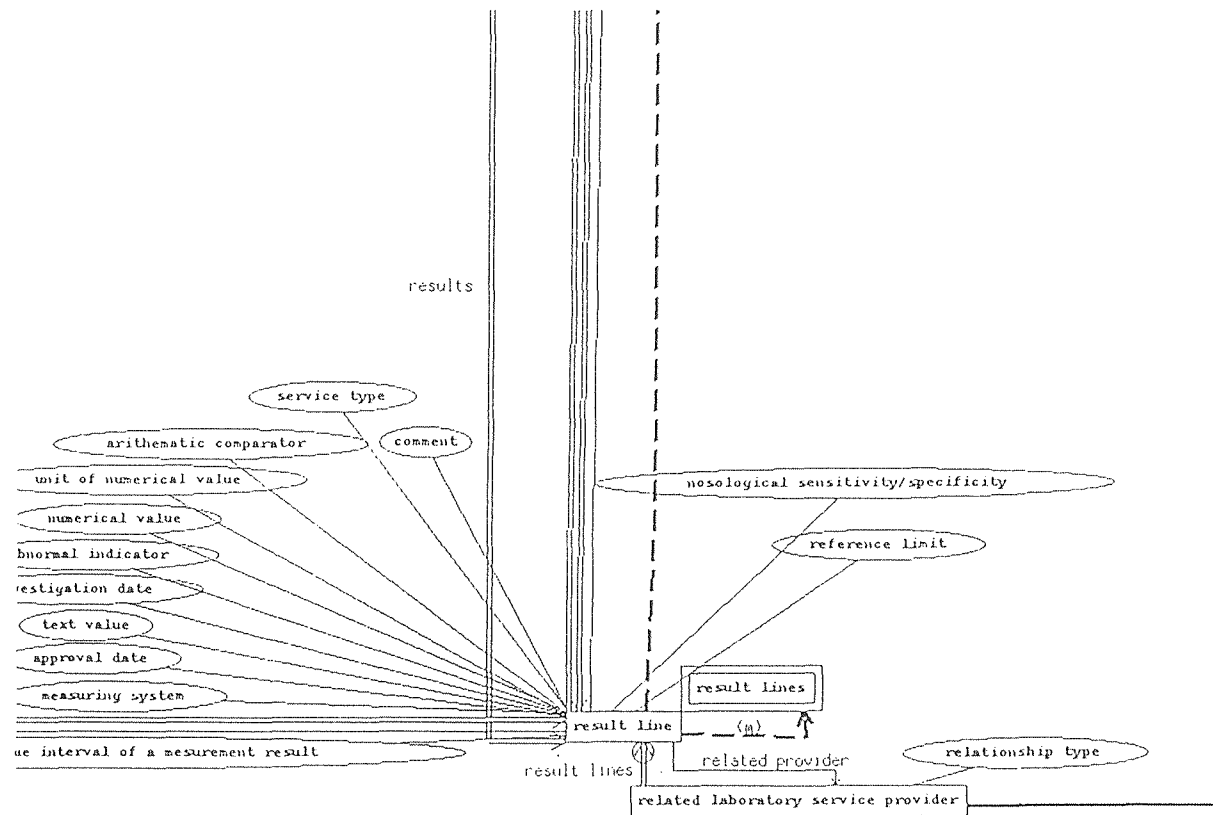 results
service type
arithematic comparator
comment
unit of numerical value
nosological sensitivity/specificity
numerical value
reference limit
bnormal indicator
vestigation date
text value
approval date
measuring system
result Lines
result Line
(m)
ue interval of a mesurement result
result lines
related provider
relationship type
related laboratory service provider